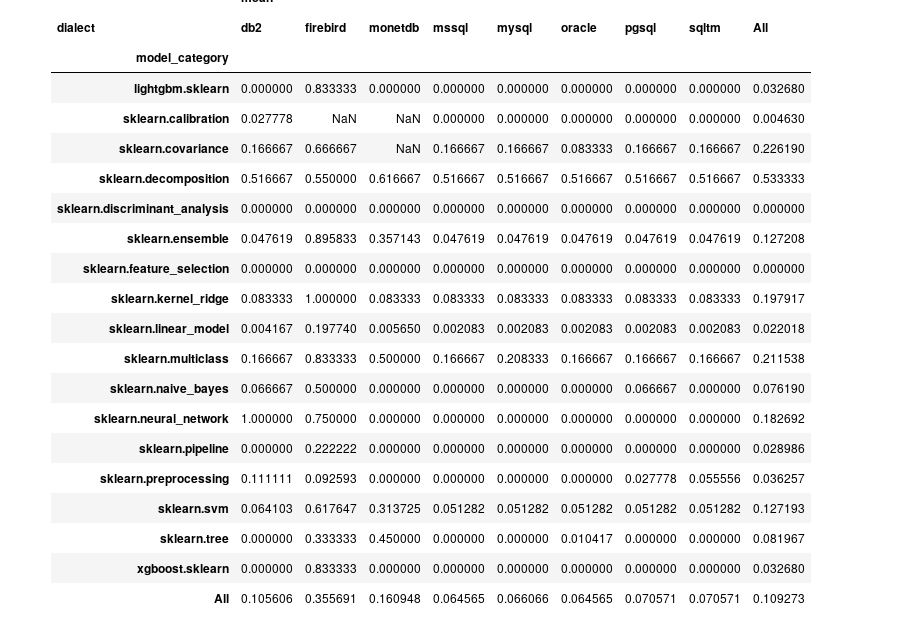 mean
dialect db2 firebird monetdb mssql mysql oracle pgsql sqltm All
model_category
lightgbm.sklearn 0.000000 0.833333 0.000000 0.000000 0.000000 0.000000 0.000000 0.000000 0.032680
sklearn.calibration 0.027778 NaN NaN 0.000000 0.000000 0.000000 0.000000 0.000000 0.004630
sklearn.covariance 0.166667 0.666667 NaN 0.166667 0.166667 0.083333 0.166667 0.166667 0.226190
sklearn.decomposition 0.516667 0.550000 0.616667 0.516667 0.516667 0.516667 0.516667 0.516667 0.533333
sklearn.discriminant_analysis 0.000000 0.000000 0.000000 0.000000 0.000000 0.000000 0.000000 0.000000 0.000000
sklearn.ensemble 0.047619 0.895833 0.357143 0.047619 0.047619 0.047619 0.047619 0.047619 0.127208
sklearn.feature_selection 0.000000 0.000000 0.000000 0.000000 0.000000 0.000000 0.000000 0.000000 0.000000
sklearn.kernel_ridge 0.083333 1.000000 0.083333 0.083333 0.083333 0.083333 0.083333 0.083333 0.197917
sklearn.linear_model 0.004167 0.197740 0.005650 0.002083 0.002083 0.002083 0.002083 0.002083 0.022018
sklearn.multiclass 0.166667 0.833333 0.500000 0.166667 0.208333 0.166667 0.166667 0.166667 0.211538
sklearn.naive_bayes 0.066667 0.500000 0.000000 0.000000 0.000000 0.000000 0.066667 0.000000 0.076190
sklearn.neural_network 1.000000 0.750000 0.000000 0.000000 0.000000 0.000000 0.000000 0.000000 0.182692
sklearn.pipeline 0.000000 0.222222 0.000000 0.000000 0.000000 0.000000 0.000000 0.000000 0.028986
sklearn.preprocessing 0.111111 0.092593 0.000000 0.000000 0.000000 0.000000 0.027778 0.055556 0.036257
sklearn.svm 0.064103 0.617647 0.313725 0.051282 0.051282 0.051282 0.051282 0.051282 0.127193
sklearn.tree 0.000000 0.333333 0.450000 0.000000 0.000000 0.010417 0.000000 0.000000 0.081967
xgboost.sklearn 0.000000 0.833333 0.000000 0.000000 0.000000 0.000000 0.000000 0.000000 0.032680
All 0.105606 0.355691 0.160948 0.064565 0.066066 0.064565 0.070571 0.070571 0.109273